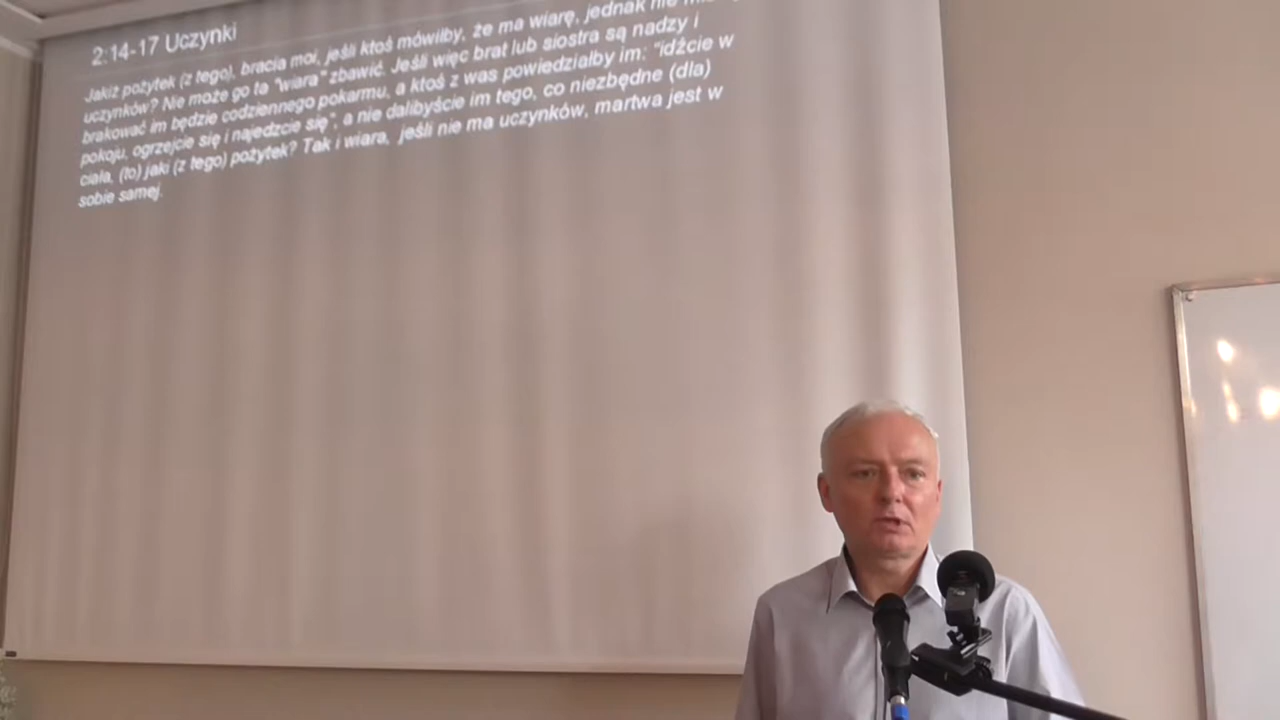 2:14-17 Uczynki
Jakiż pożytek (z tego), bracia moi, jeśli ktoś mówiłby, że ma wiarę, jednak nie
uczynków? Nie może go ta "wiara" zbawić. Jeśli więc brat lub siostra są nadzy i
brakować im będzie codziennego pokarmu, a ktoś z was powiedziałby im: "idźcie w
pokoju, ogrzejcie się i najedzcie się", a nie dalibyście im tego, co niezbędne (dla)
ciała, (to) jaki (z tego) pożytek? Tak i wiara, jeśli nie ma uczynków, martwa jest w
sobie samej.